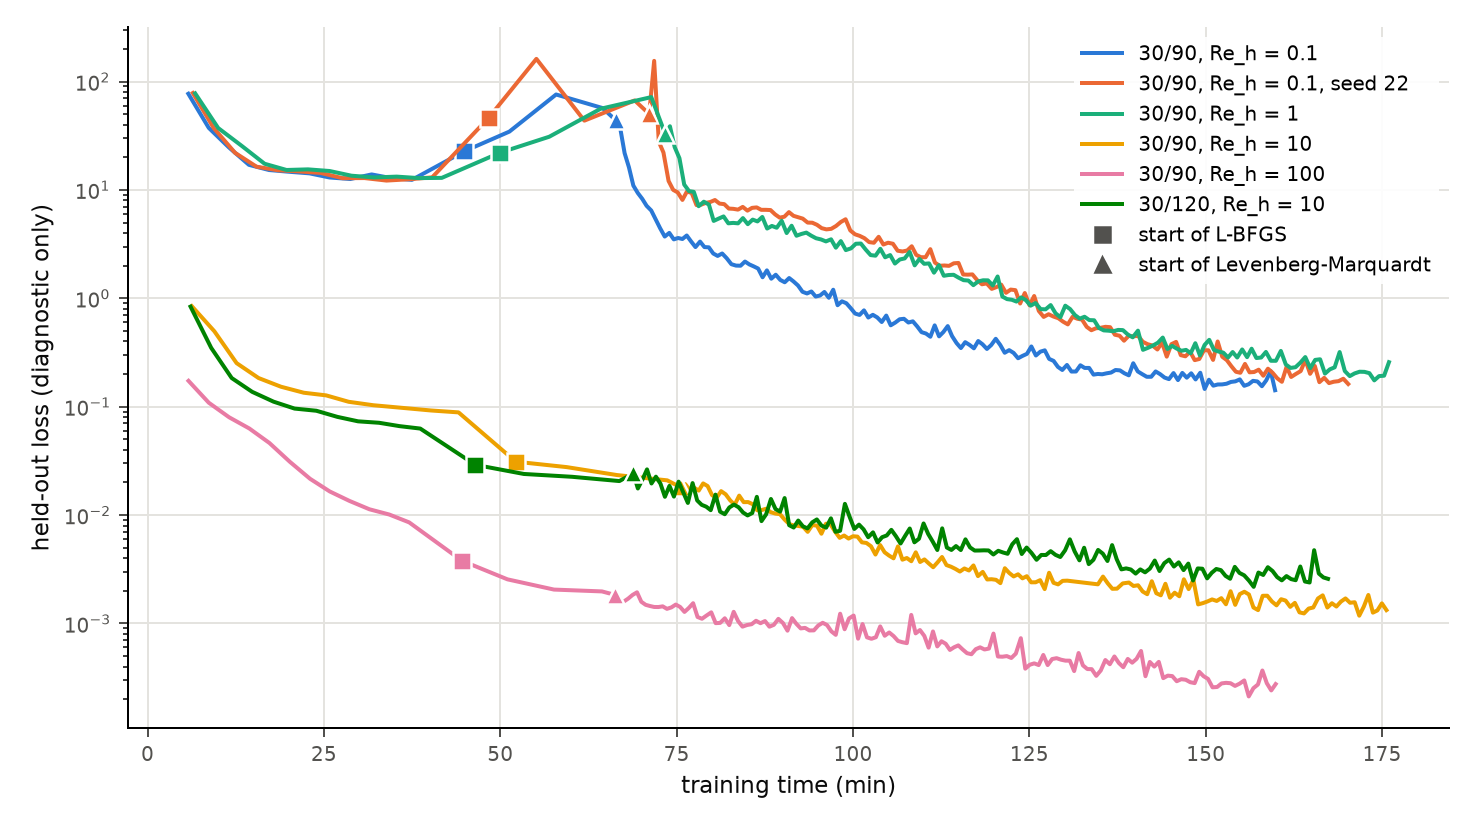 held-out loss (diagnostic only)
10²
10¹
10⁰
10⁻¹
10⁻²
10⁻³
30/90, Re_h = 0.1
30/90, Re_h = 0.1, seed 22
30/90, Re_h = 1
30/90, Re_h = 10
30/90, Re_h = 100
30/120, Re_h = 10
start of L-BFGS
start of Levenberg-Marquardt
0 25 50 75 100 125 150 175
training time (min)